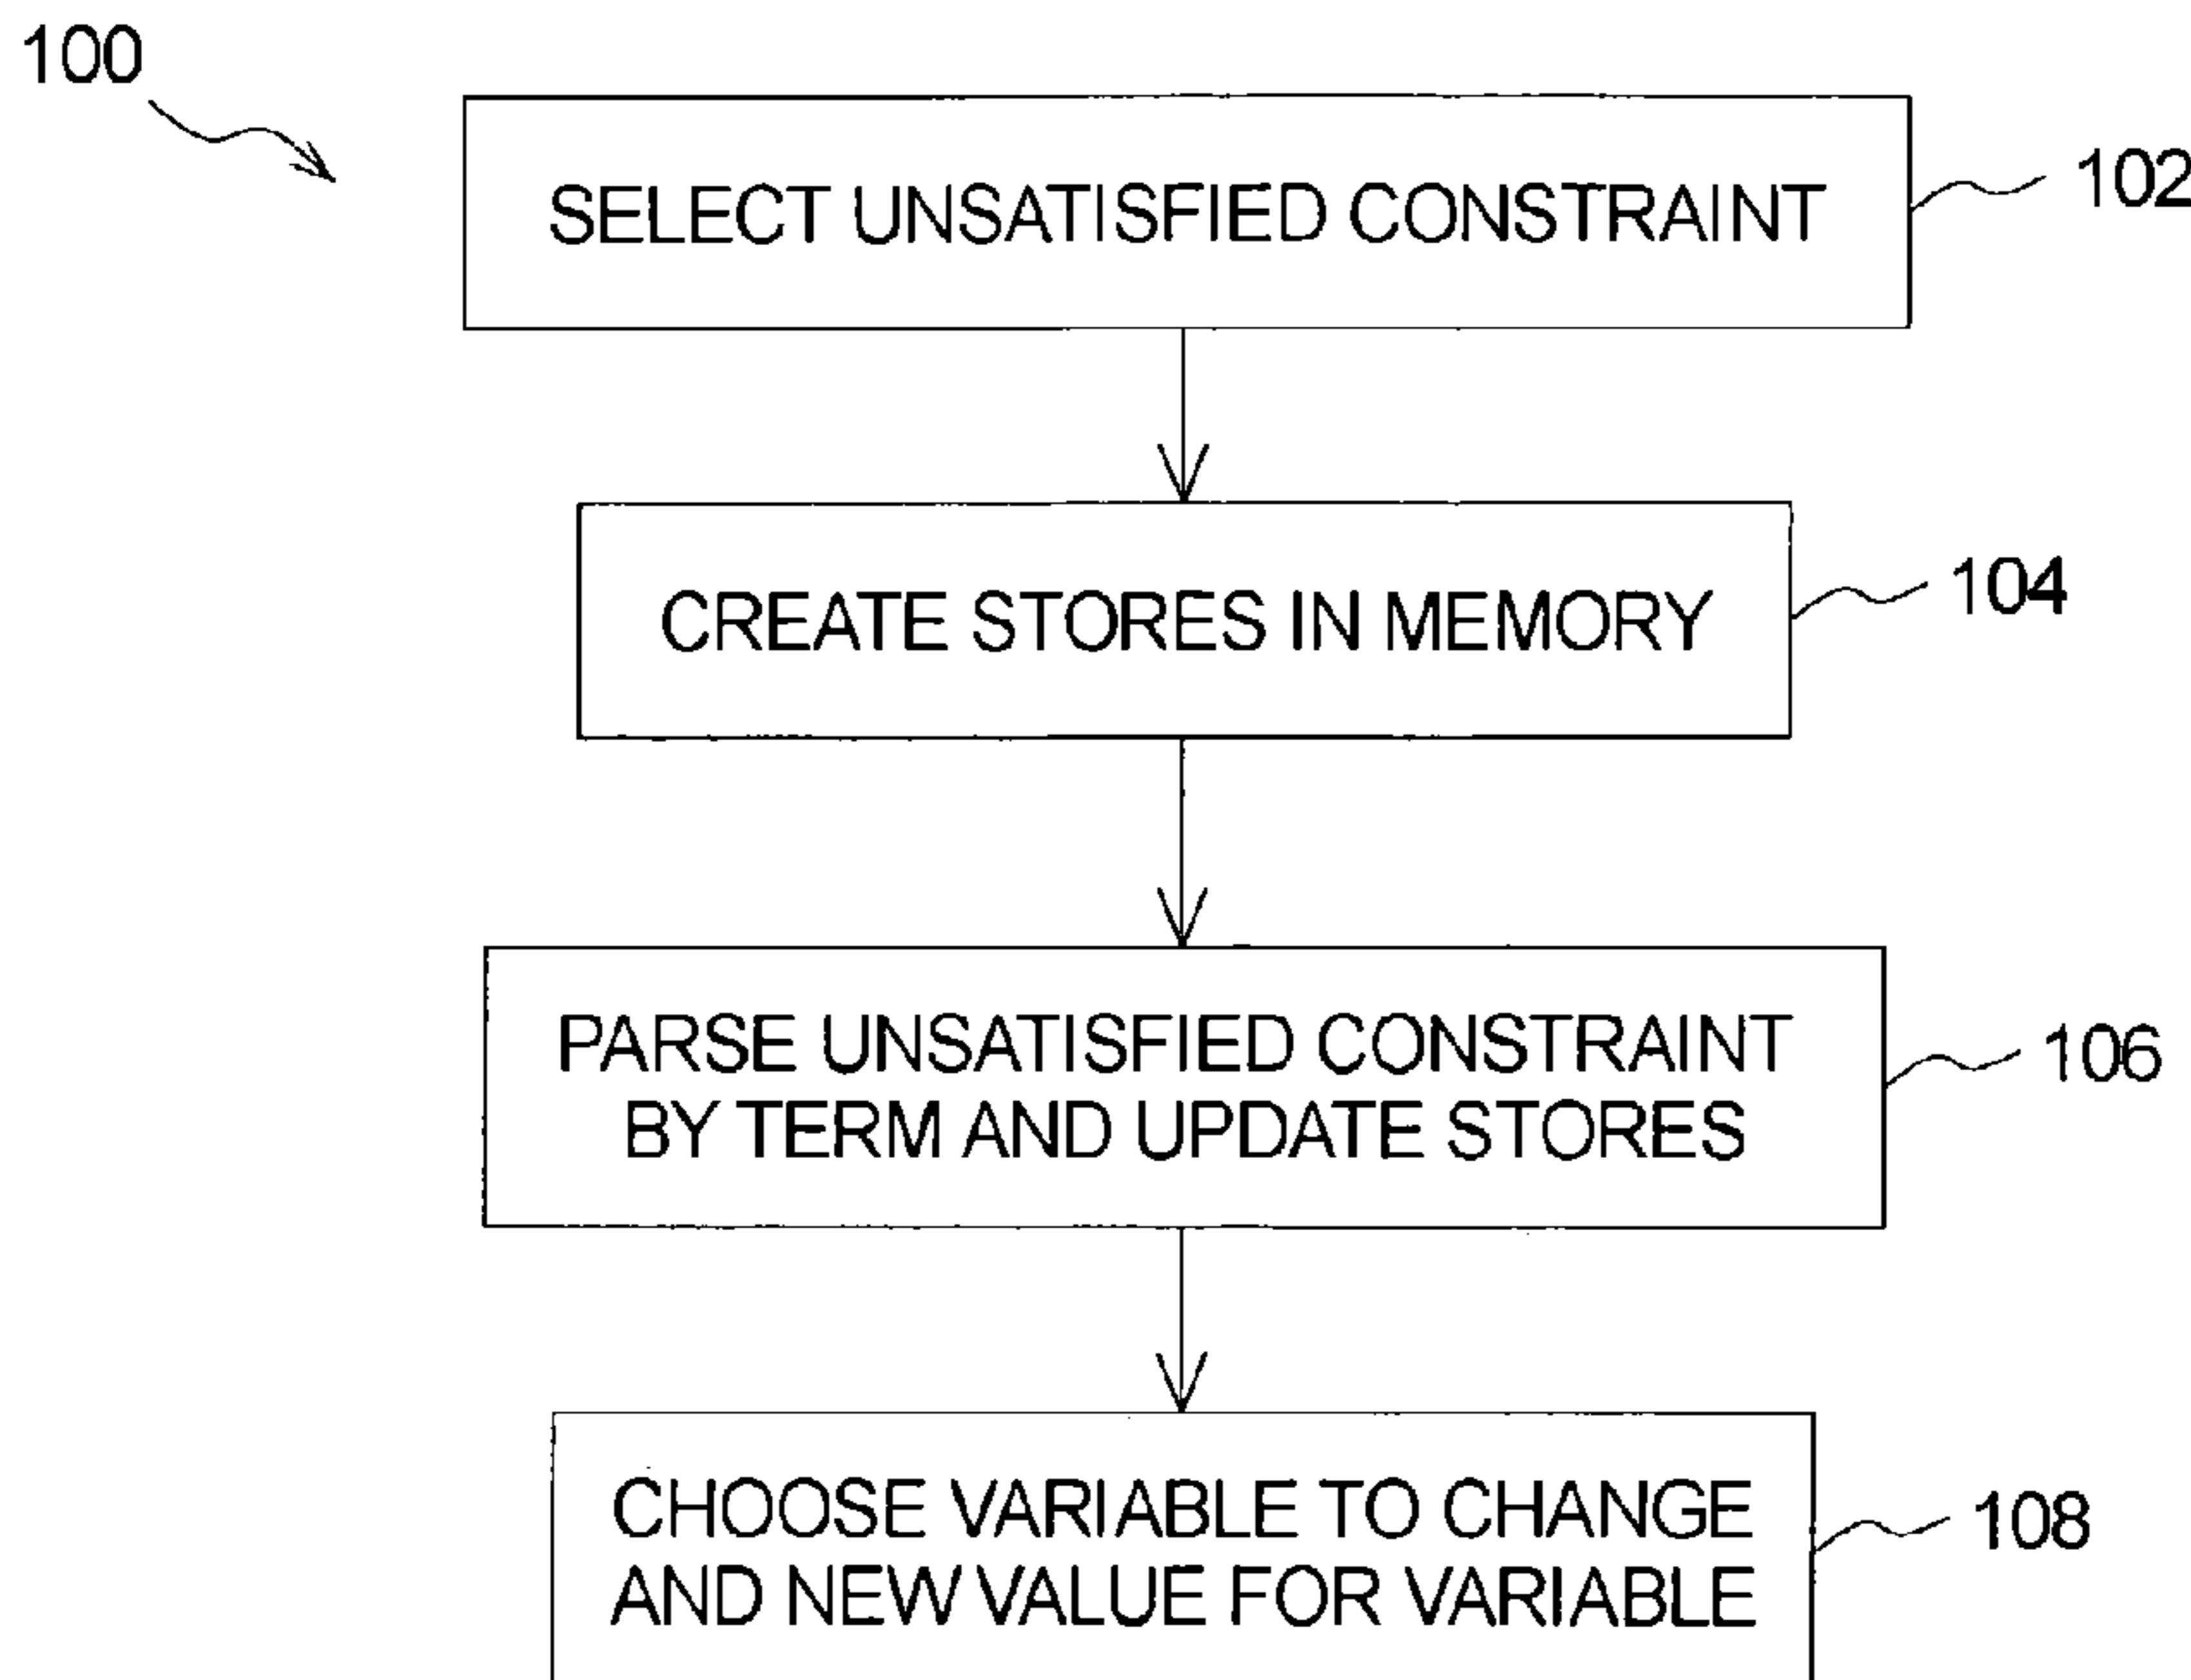 100
SELECT UNSATISFIED CONSTRAINT
102
CREATE STORES IN MEMORY
104
PARSE UNSATISFIED CONSTRAINT
BY TERM AND UPDATE STORES
106
CHOOSE VARIABLE TO CHANGE
AND NEW VALUE FOR VARIABLE
108